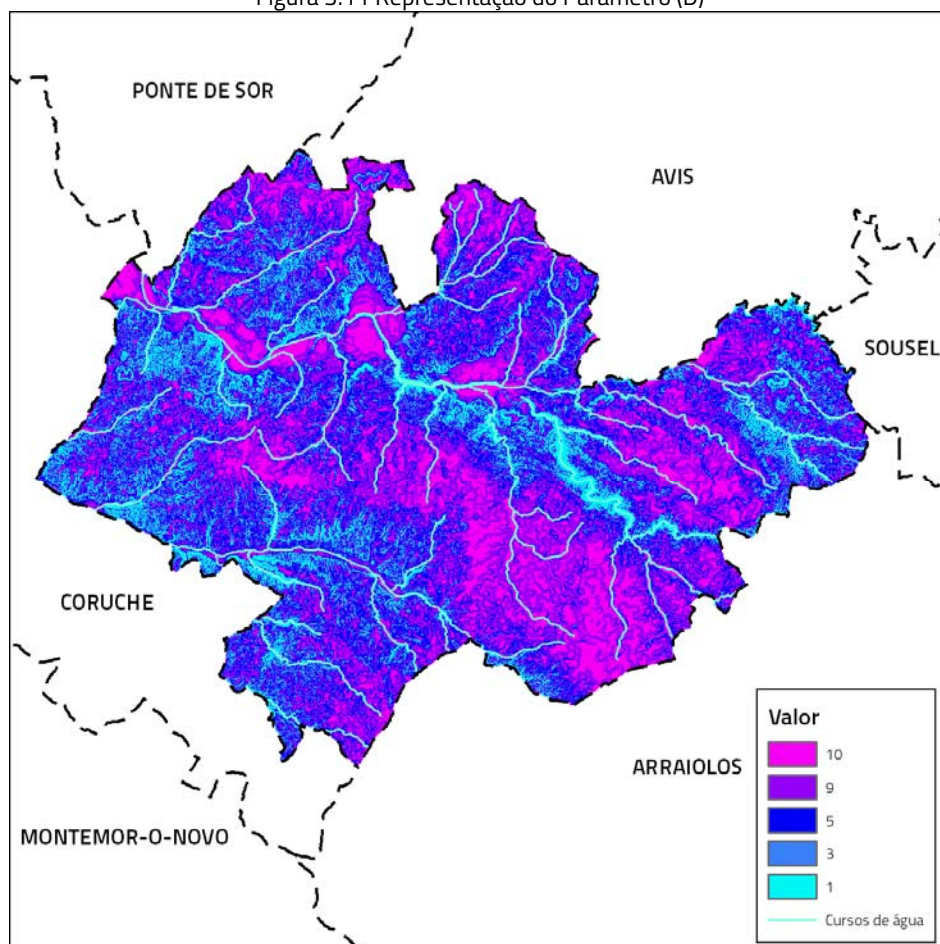 PONTE DE SOR
AVIS
SOUSEL
CORUCHE
ARRAIOLOS
MONTEMOR-O-NOVO
Valor
10
9
5
3
1
Cursos de água